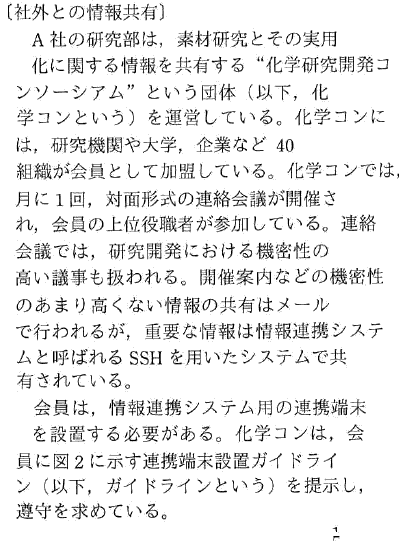 〔社外との情報共有〕
A 社の研究部は，素材研究とその実用
化に関する情報を共有する“化学研究開発コ
ンソーシアム”という団体（以下，化
学コンという）を運営している。化学コンに
は，研究機関や大学，企業など 40
組織が会員として加盟している。化学コンでは，
月に 1 回，対面形式の連絡会議が開催さ
れ，会員の上位役職者が参加している。連絡
会議では，研究開発における機密性の
高い議事も扱われる。開催案内などの機密性
のあまり高くない情報の共有はメール
で行われるが，重要な情報は情報連携システ
ムと呼ばれる SSH を用いたシステムで共
有されている。
会員は，情報連携システム用の連携端末
を設置する必要がある。化学コンは，会
員に図 2 に示す連携端末設置ガイドライ
ン（以下，ガイドラインという）を提示し，
遵守を求めている。